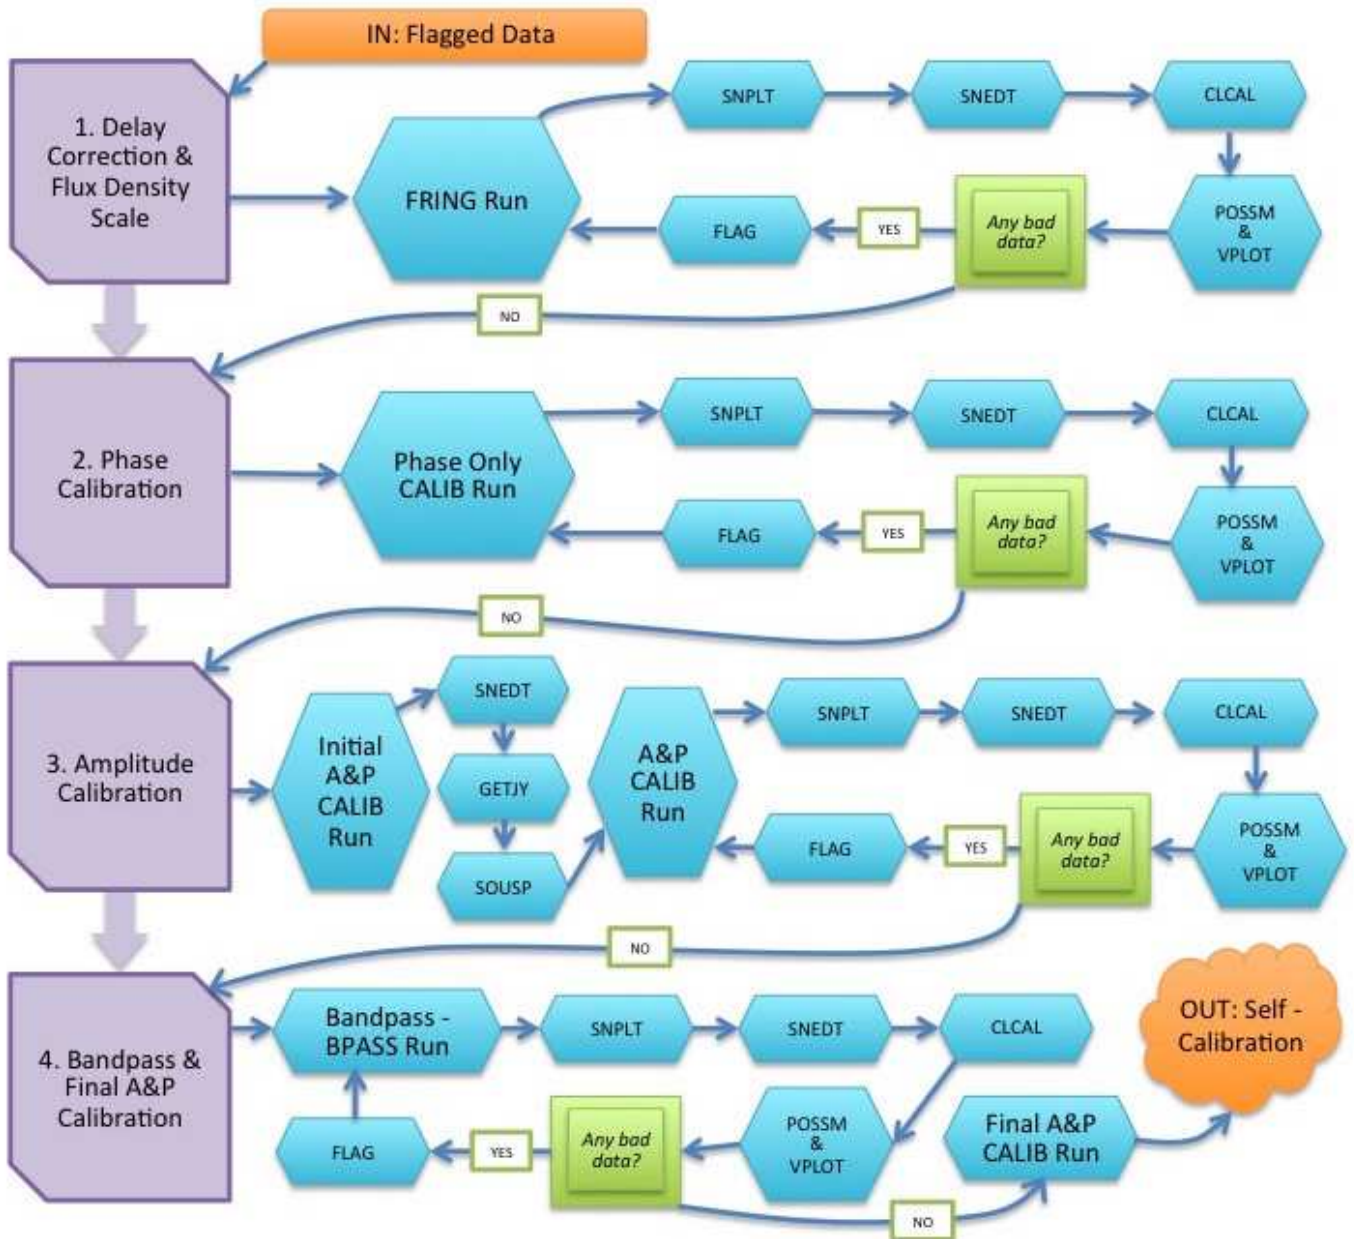 IN: Flagged Data
1. Delay
Correction &
Flux Density
Scale
FRING Run
SNPLT
SNEDT
CLCAL
POSSM
&
VPLOT
Any bad
data?
YES
FLAG
NO
2. Phase
Calibration
Phase Only
CALIB Run
SNPLT
SNEDT
CLCAL
POSSM
&
VPLOT
Any bad
data?
YES
FLAG
NO
3. Amplitude
Calibration
Initial
A&P
CALIB
Run
SNEDT
GETJY
SOUSP
A&P
CALIB
Run
SNPLT
SNEDT
CLCAL
POSSM
&
VPLOT
Any bad
data?
YES
FLAG
NO
4. Bandpass &
Final A&P
Calibration
Bandpass -
BPASS Run
SNPLT
SNEDT
CLCAL
POSSM
&
VPLOT
Any bad
data?
YES
FLAG
NO
Final A&P
CALIB Run
OUT: Self -
Calibration